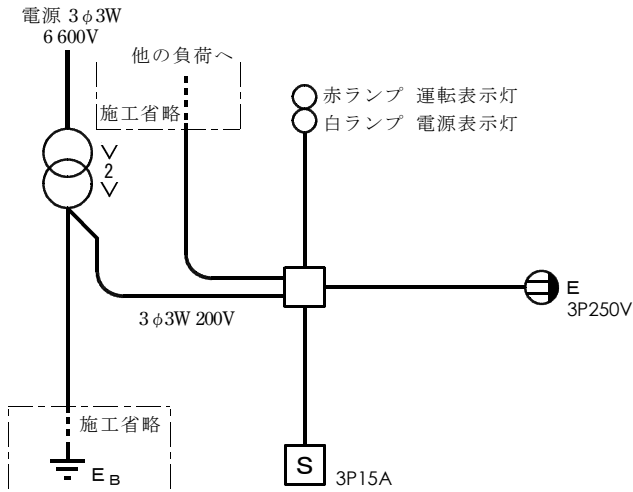 電源 3φ3W
6 600V
他の負荷へ
施工省略
赤ランプ 運転表示灯
白ランプ 電源表示灯
2
3φ3W 200V
E
3P250V
施工省略
EB
S
3P15A